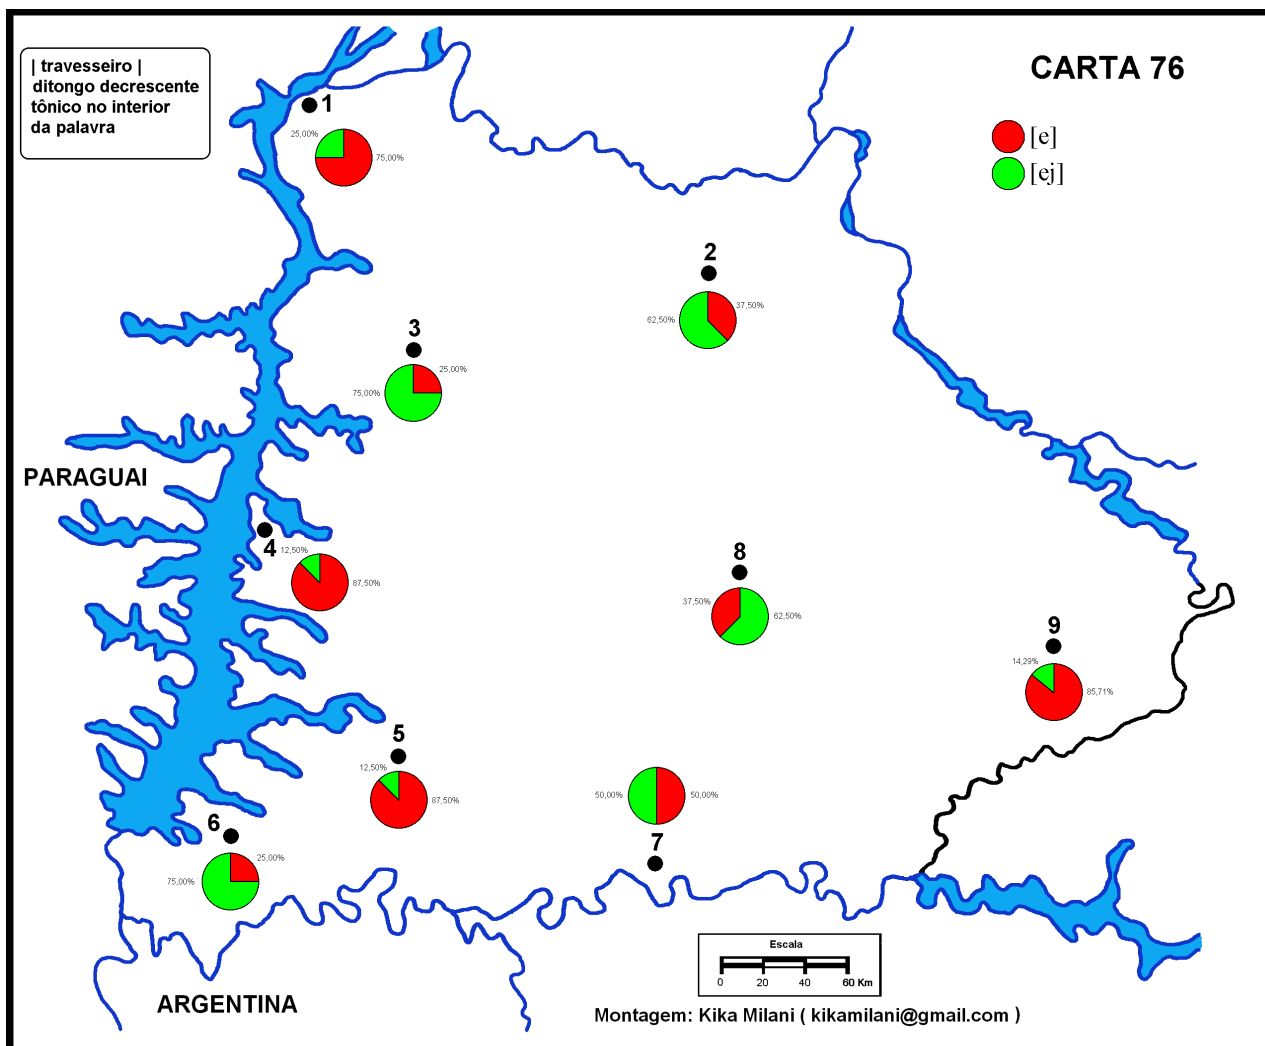 | travesseiro |
ditongo decrescente
tônico no interior
da palavra
CARTA 76
[e]
[ej]
1
25,00%
75,00%
2
37,50%
62,50%
3
25,00%
75,00%
PARAGUAI
4
12,50%
87,50%
8
37,50%
62,50%
9
14,29%
85,71%
5
12,50%
87,50%
50,00%
50,00%
7
6
25,00%
75,00%
Escala
0 20 40 60 Km
ARGENTINA
Montagem: Kika Milani ( kikamilani@gmail.com )